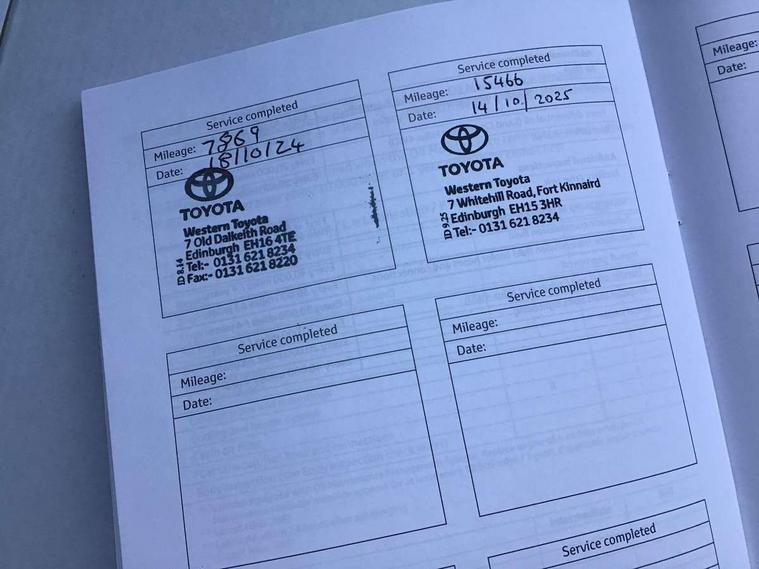 Service completed
Mileage: 7869
Date: 18/10/24
TOYOTA
Western Toyota
7 Old Dalkeith Road
Edinburgh EH16 4TE
Tel:- 0131 621 8234
Fax:- 0131 621 8220
ID 8.14
Service completed
Mileage: 15466
Date: 14/10/2025
TOYOTA
Western Toyota
7 Whitehill Road, Fort Kinnaird
Edinburgh EH15 3HR
Tel:- 0131 621 8234
ID 9.25
Mileage:
Date:
Service completed
Mileage:
Date:
Service completed
Mileage:
Date:
Service completed